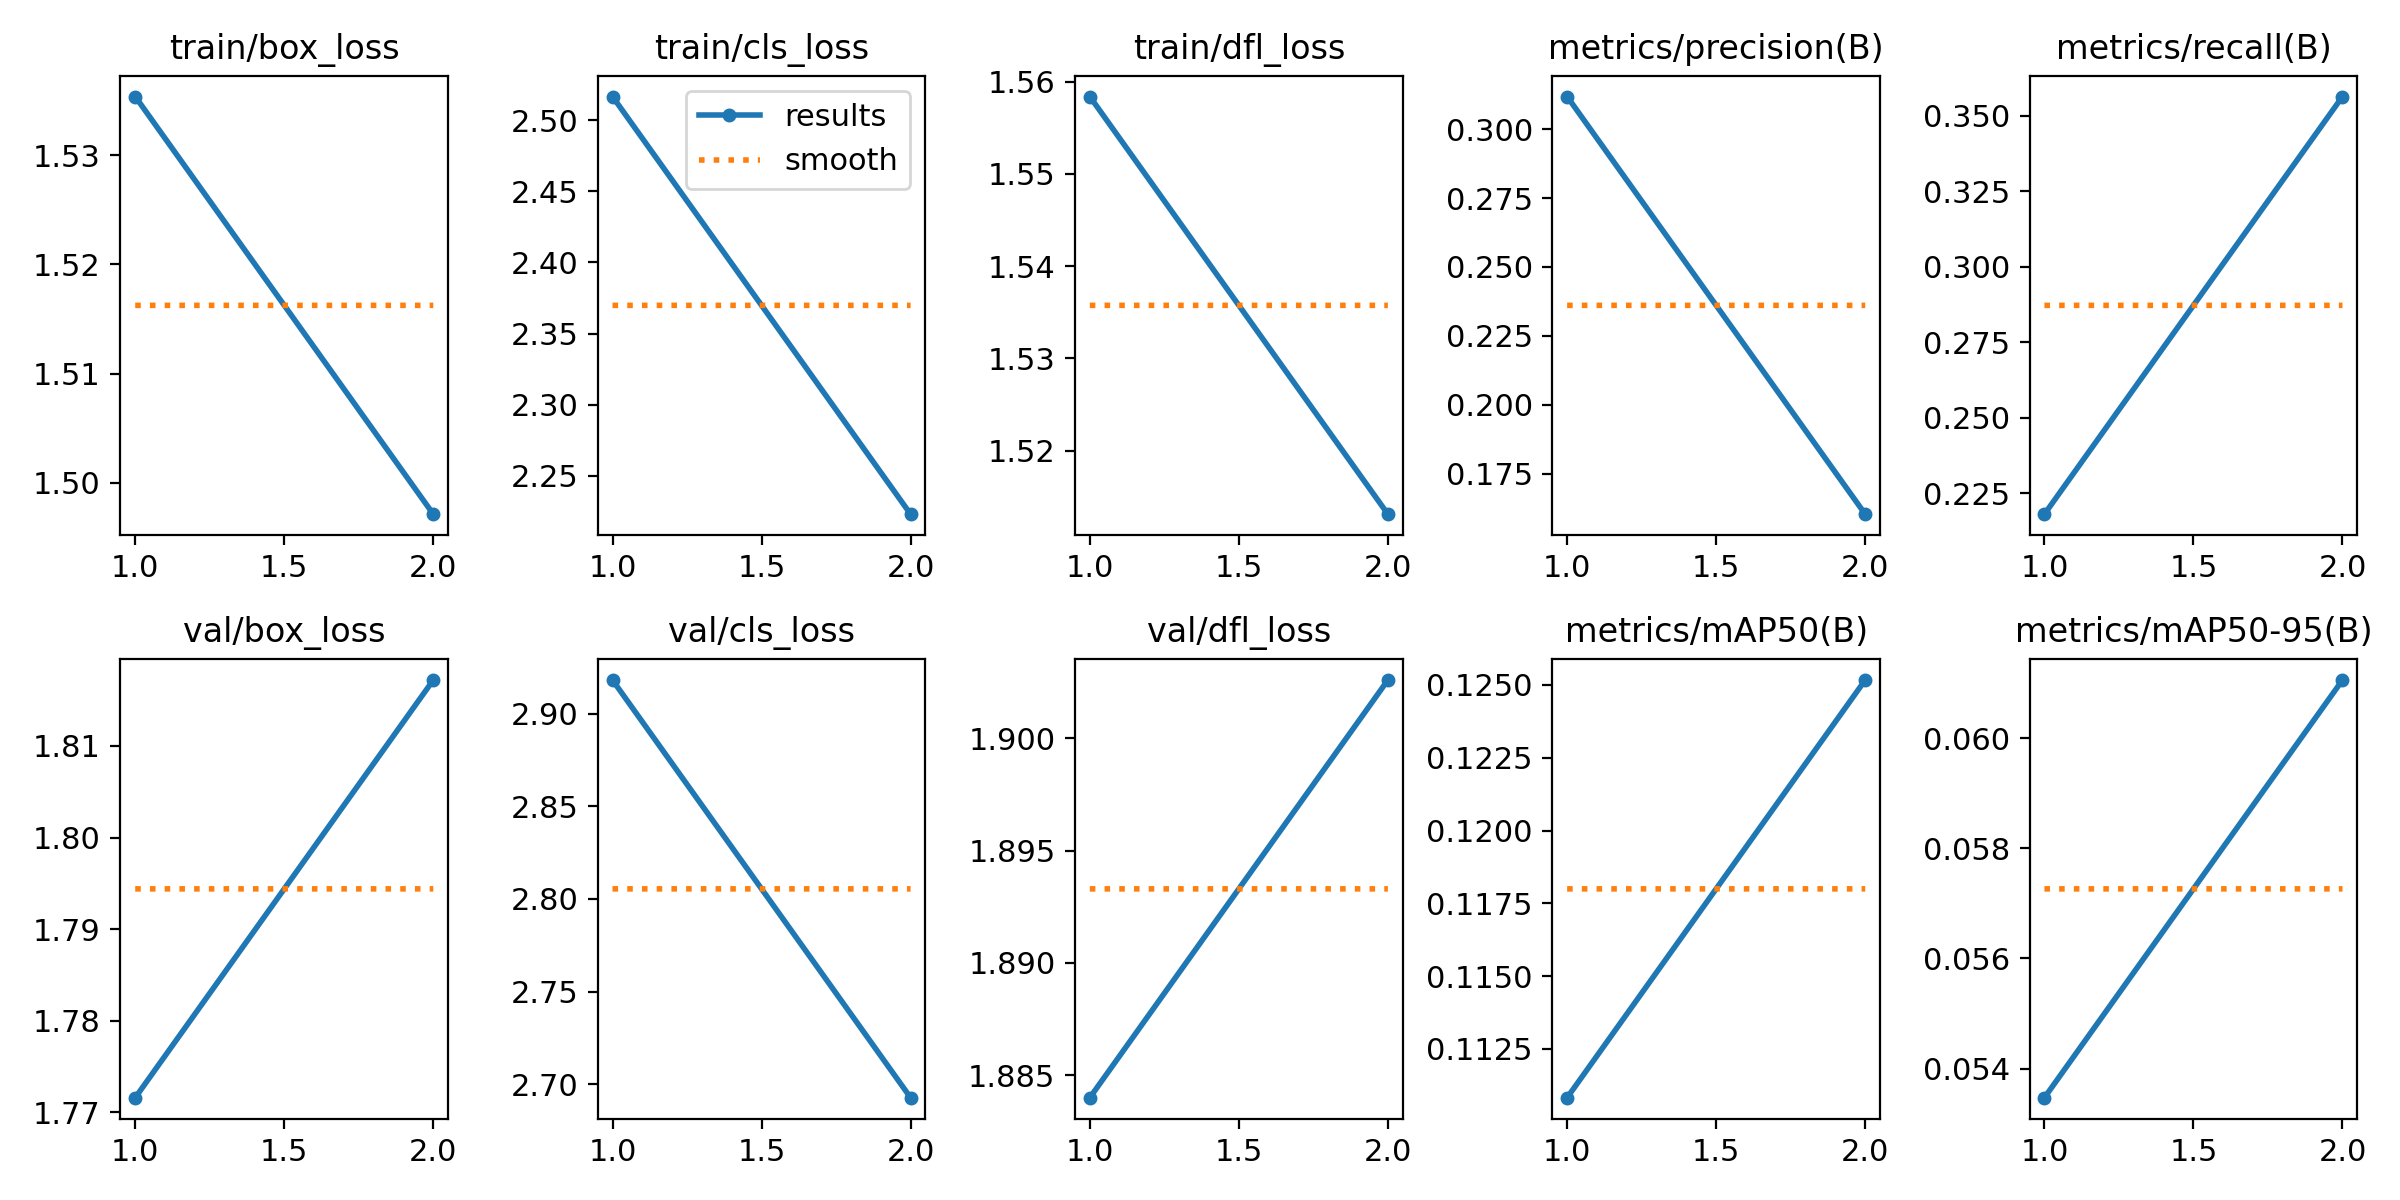 train/box_loss
1.53
1.52
1.51
1.50
1.0 1.5 2.0
train/cls_loss
results
smooth
2.50
2.45
2.40
2.35
2.30
2.25
1.0 1.5 2.0
train/dfl_loss
1.56
1.55
1.54
1.53
1.52
1.0 1.5 2.0
metrics/precision(B)
0.300
0.275
0.250
0.225
0.200
0.175
1.0 1.5 2.0
metrics/recall(B)
0.350
0.325
0.300
0.275
0.250
0.225
1.0 1.5 2.0
val/box_loss
1.81
1.80
1.79
1.78
1.77
1.0 1.5 2.0
val/cls_loss
2.90
2.85
2.80
2.75
2.70
1.0 1.5 2.0
val/dfl_loss
1.900
1.895
1.890
1.885
1.0 1.5 2.0
metrics/mAP50(B)
0.1250
0.1225
0.1200
0.1175
0.1150
0.1125
1.0 1.5 2.0
metrics/mAP50-95(B)
0.060
0.058
0.056
0.054
1.0 1.5 2.0